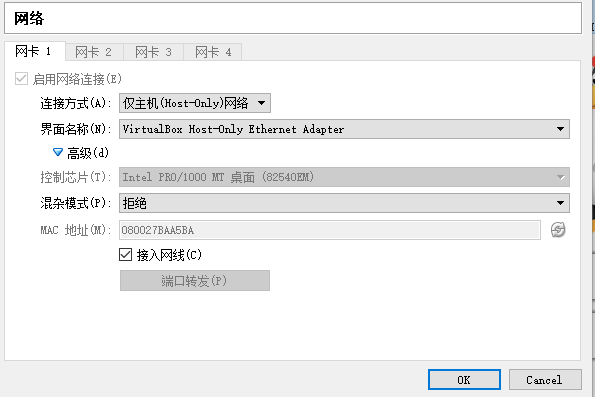 网络
网卡 1 网卡 2 网卡 3 网卡 4
启用网络连接(E)
连接方式(A): 仅主机(Host-Only)网络
界面名称(N): VirtualBox Host-Only Ethernet Adapter
高级(d)
控制芯片(T): Intel PRO/1000 MT 桌面 (82540EM)
混杂模式(P): 拒绝
MAC 地址(M): 080027BAA5BA
接入网线(C)
端口转发(P)
OK Cancel